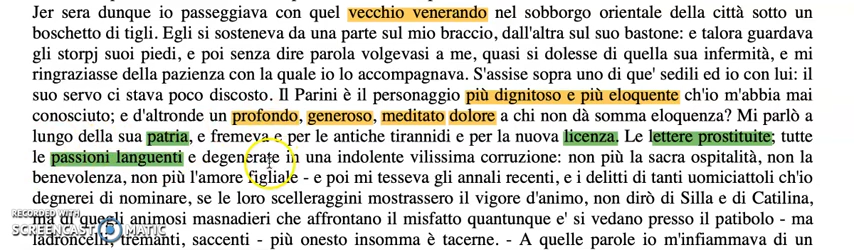 Jer sera dunque io passeggiava con quel vecchio venerando nel sobborgo orientale della città sotto un
boschetto di tigli. Egli si sosteneva da una parte sul mio braccio, dall'altra sul suo bastone: e talora guardava
gli storpj suoi piedi, e poi senza dire parola volgevasi a me, quasi si dolesse di quella sua infermità, e mi
ringraziasse della pazienza con la quale io lo accompagnava. S'assise sopra uno di que' sedili ed io con lui: il
suo servo ci stava poco discosto. Il Parini è il personaggio più dignitoso e più eloquente ch'io m'abbia mai
conosciuto; e d'altronde un profondo, generoso, meditato dolore a chi non dà somma eloquenza? Mi parlò a
lungo della sua patria, e fremeva e per le antiche tirannidi e per la nuova licenza. Le lettere prostituite; tutte
le passioni languenti e degenerate in una indolente vilissima corruzione: non più la sacra ospitalità, non la
benevolenza, non più l'amore figliale - e poi mi tesseva gli annali recenti, e i delitti di tanti uomiciattoli ch'io
degnerei di nominare, se le loro scelleraggini mostrassero il vigore d'animo, non dirò di Silla e di Catilina,
ma di quelli animosi masnadieri che affrontano il misfatto quantunque e' si vedano presso il patibolo - ma
ladroncelli, tremanti, saccenti - più onesto insomma è tacerne. - A quelle parole io m'infiammava di un
RECORDED WITH
SCREENCAST MATIC